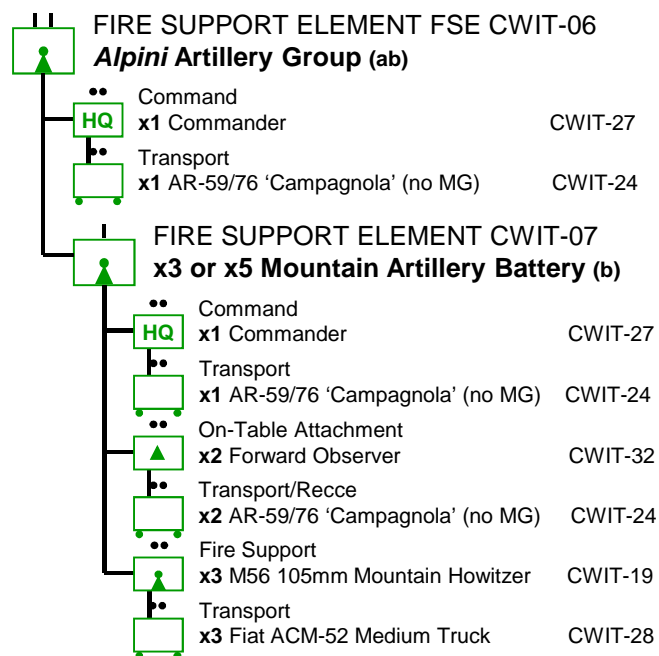 FIRE SUPPORT ELEMENT FSE CWIT-06
Alpini Artillery Group (ab)
Command
HQ x1 Commander CWIT-27
Transport
x1 AR-59/76 ‘Campagnola’ (no MG) CWIT-24
FIRE SUPPORT ELEMENT CWIT-07
x3 or x5 Mountain Artillery Battery (b)
Command
HQ x1 Commander CWIT-27
Transport
x1 AR-59/76 ‘Campagnola’ (no MG) CWIT-24
On-Table Attachment
x2 Forward Observer CWIT-32
Transport/Recce
x2 AR-59/76 ‘Campagnola’ (no MG) CWIT-24
Fire Support
x3 M56 105mm Mountain Howitzer CWIT-19
Transport
x3 Fiat ACM-52 Medium Truck CWIT-28